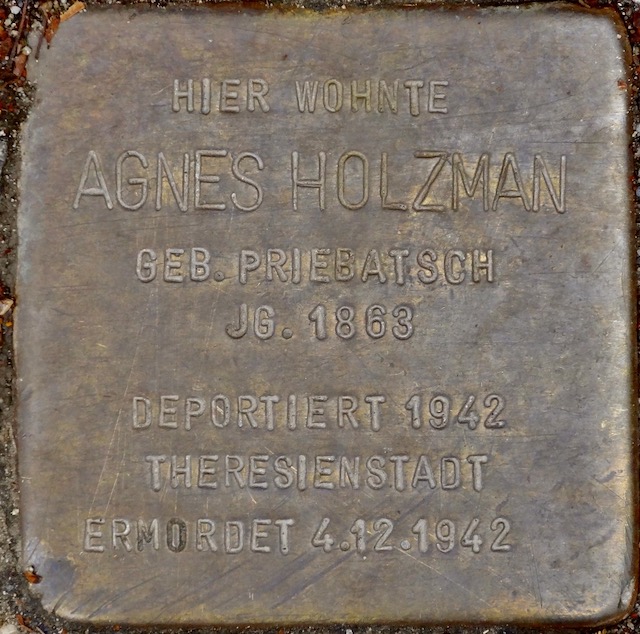 HIER WOHNTE
AGNES HOLZMAN
GEB. PRIEBATSCH
JG. 1863
DEPORTIERT 1942
THERESIENSTADT
ERMORDET 4.12.1942